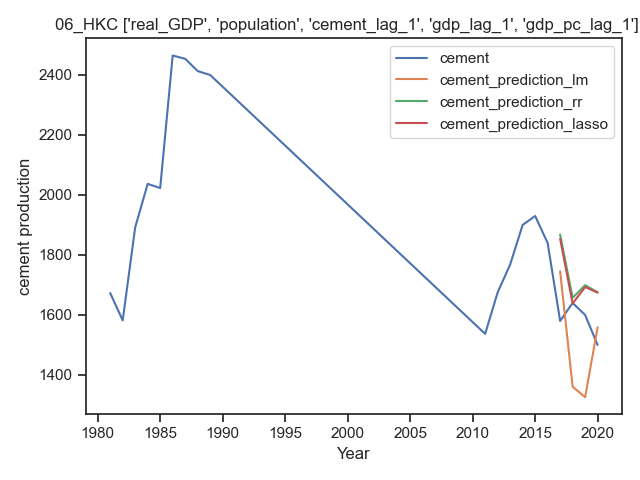 06_HKC ['real_GDP', 'population', 'cement_lag_1', 'gdp_lag_1', 'gdp_pc_lag_1']
cement
cement_prediction_lm
cement_prediction_rr
cement_prediction_lasso
2400
2200
2000
1800
1600
1400
cement production
1980 1985 1990 1995 2000 2005 2010 2015 2020
Year